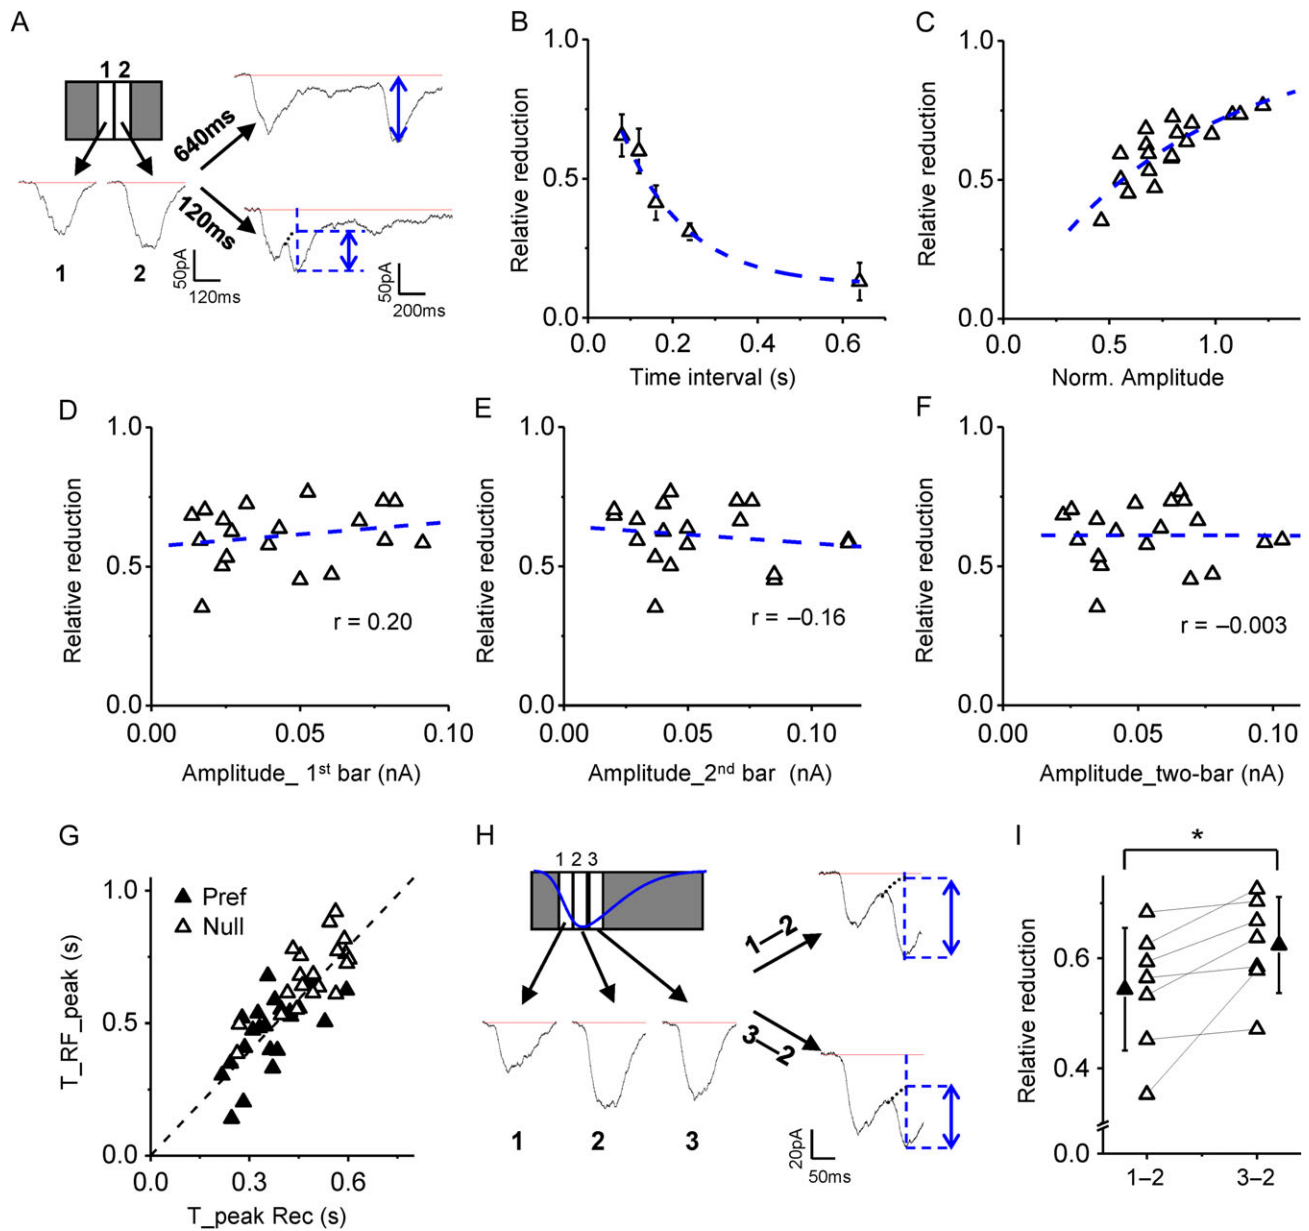 A
1 2
640ms
120ms
1
2
50pA
120ms
50pA
200ms
B
Relative reduction
1.0
0.5
0.0
0.0 0.2 0.4 0.6
Time interval (s)
C
Relative reduction
1.0
0.5
0.0
0.0 0.5 1.0
Norm. Amplitude
D
Relative reduction
1.0
0.5
0.0
r = 0.20
0.00 0.05 0.10
Amplitude_ 1st bar (nA)
E
Relative reduction
1.0
0.5
0.0
r = –0.16
0.00 0.05 0.10
Amplitude_2nd bar (nA)
F
Relative reduction
1.0
0.5
0.0
r = –0.003
0.00 0.05 0.10
Amplitude_two-bar (nA)
G
T_RF_peak (s)
1.0
0.5
0.0
Pref
Null
0.0 0.3 0.6
T_peak Rec (s)
H
1 2 3
1—2
3—2
1
2
3
20pA
50ms
I
*
Relative reduction
0.6
0.4
0.0
1–2 3–2